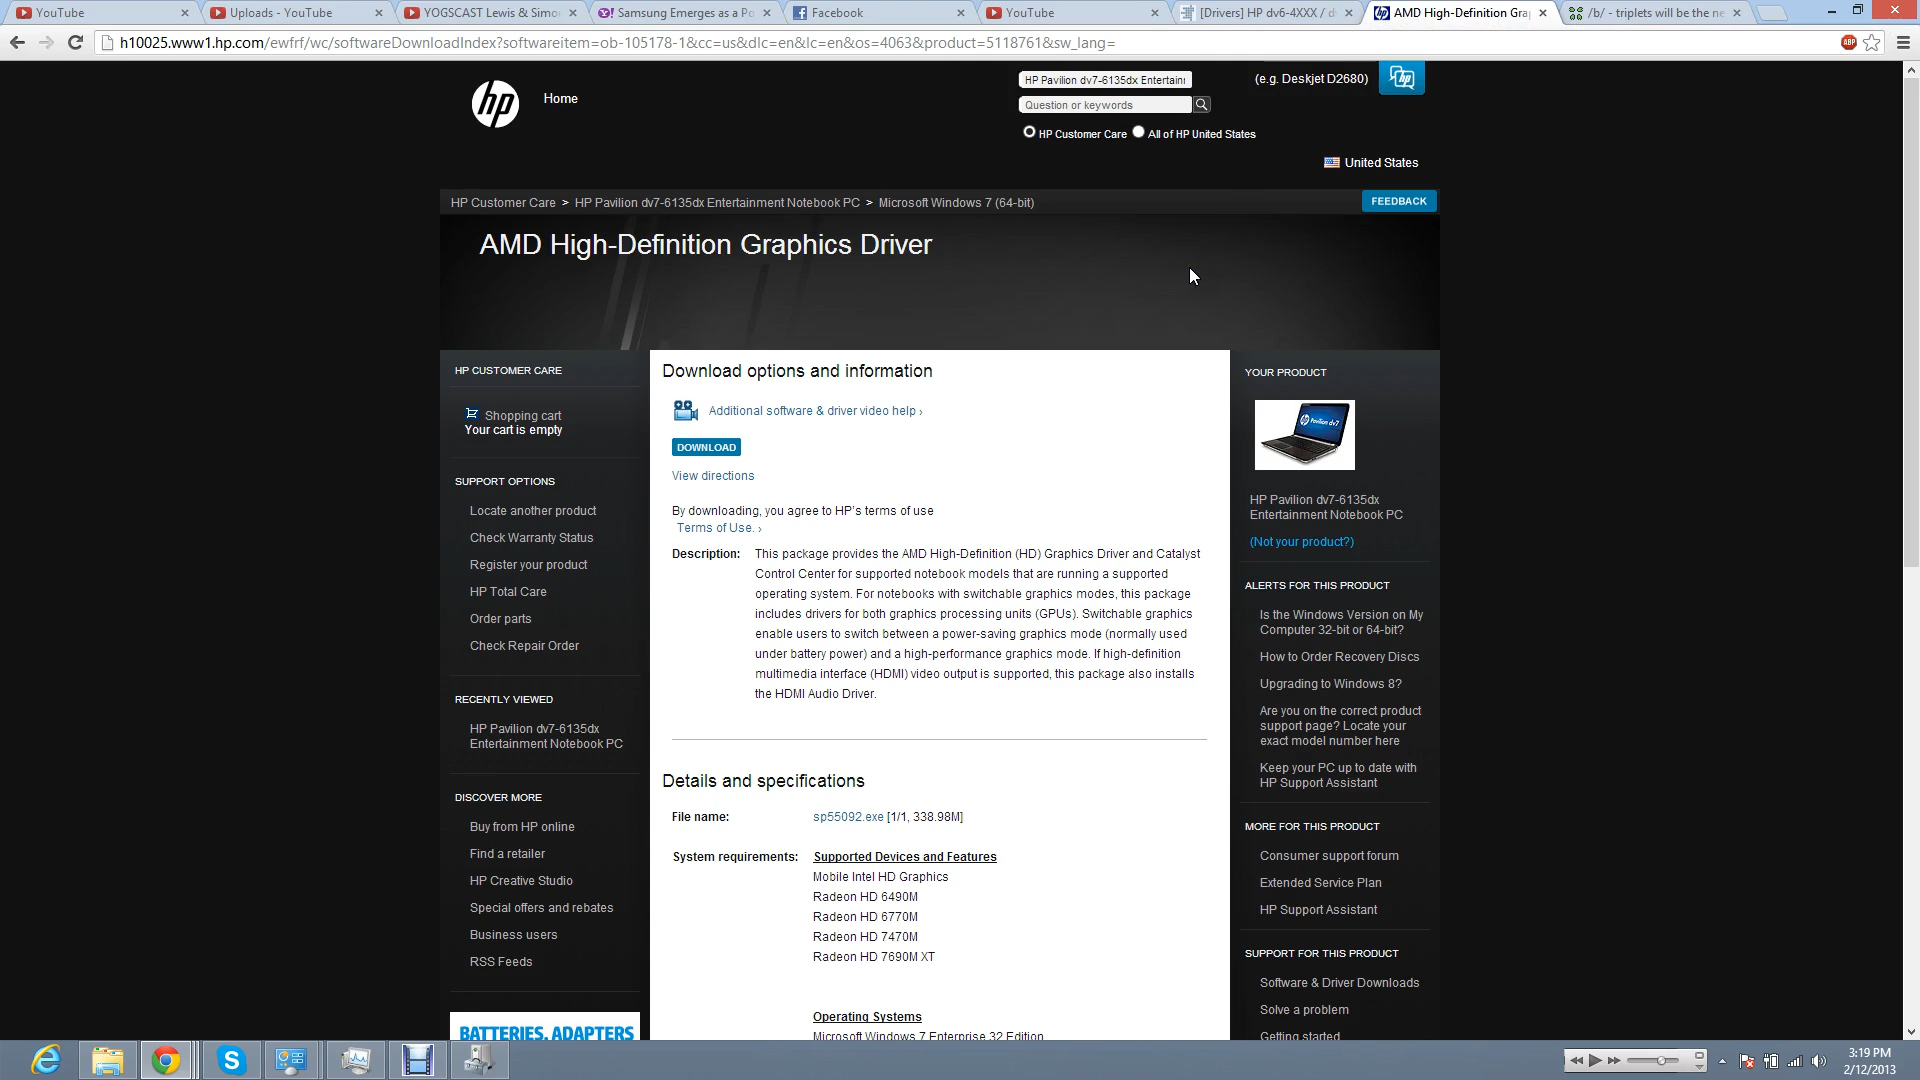 YouTube
Uploads - YouTube
YOGSCAST Lewis & Simo
Samsung Emerges as a Po
Facebook
YouTube
[Drivers] HP dv6-4XXX / d
AMD High-Definition Gra
/b/ - triplets will be the ne
h10025.www1.hp.com/ewfrf/wc/softwareDownloadIndex?softwareitem=ob-105178-1&cc=us&dlc=en&lc=en&os=4063&product=5118761&sw_lang=
ABP
hp
Home
HP Pavilion dv7-6135dx Entertain
(e.g. Deskjet D2680)
Question or keywords
HP Customer Care
All of HP United States
United States
HP Customer Care > HP Pavilion dv7-6135dx Entertainment Notebook PC > Microsoft Windows 7 (64-bit)
FEEDBACK
AMD High-Definition Graphics Driver
HP CUSTOMER CARE
Shopping cart
Your cart is empty
SUPPORT OPTIONS
Locate another product
Check Warranty Status
Register your product
HP Total Care
Order parts
Check Repair Order
RECENTLY VIEWED
HP Pavilion dv7-6135dx
Entertainment Notebook PC
DISCOVER MORE
Buy from HP online
Find a retailer
HP Creative Studio
Special offers and rebates
Business users
RSS Feeds
BATTERIES, ADAPTERS
Download options and information
Additional software & driver video help ›
DOWNLOAD
View directions
By downloading, you agree to HP's terms of use
Terms of Use. ›
Description: This package provides the AMD High-Definition (HD) Graphics Driver and Catalyst
Control Center for supported notebook models that are running a supported
operating system. For notebooks with switchable graphics modes, this package
includes drivers for both graphics processing units (GPUs). Switchable graphics
enable users to switch between a power-saving graphics mode (normally used
under battery power) and a high-performance graphics mode. If high-definition
multimedia interface (HDMI) video output is supported, this package also installs
the HDMI Audio Driver.
Details and specifications
File name: sp55092.exe [1/1, 338.98M]
System requirements: Supported Devices and Features
Mobile Intel HD Graphics
Radeon HD 6490M
Radeon HD 6770M
Radeon HD 7470M
Radeon HD 7690M XT
Operating Systems
Microsoft Windows 7 Enterprise 32 Edition
YOUR PRODUCT
Pavilion dv7
HP Pavilion dv7-6135dx
Entertainment Notebook PC
(Not your product?)
ALERTS FOR THIS PRODUCT
Is the Windows Version on My
Computer 32-bit or 64-bit?
How to Order Recovery Discs
Upgrading to Windows 8?
Are you on the correct product
support page? Locate your
exact model number here
Keep your PC up to date with
HP Support Assistant
MORE FOR THIS PRODUCT
Consumer support forum
Extended Service Plan
HP Support Assistant
SUPPORT FOR THIS PRODUCT
Software & Driver Downloads
Solve a problem
Getting started
3:19 PM
2/12/2013